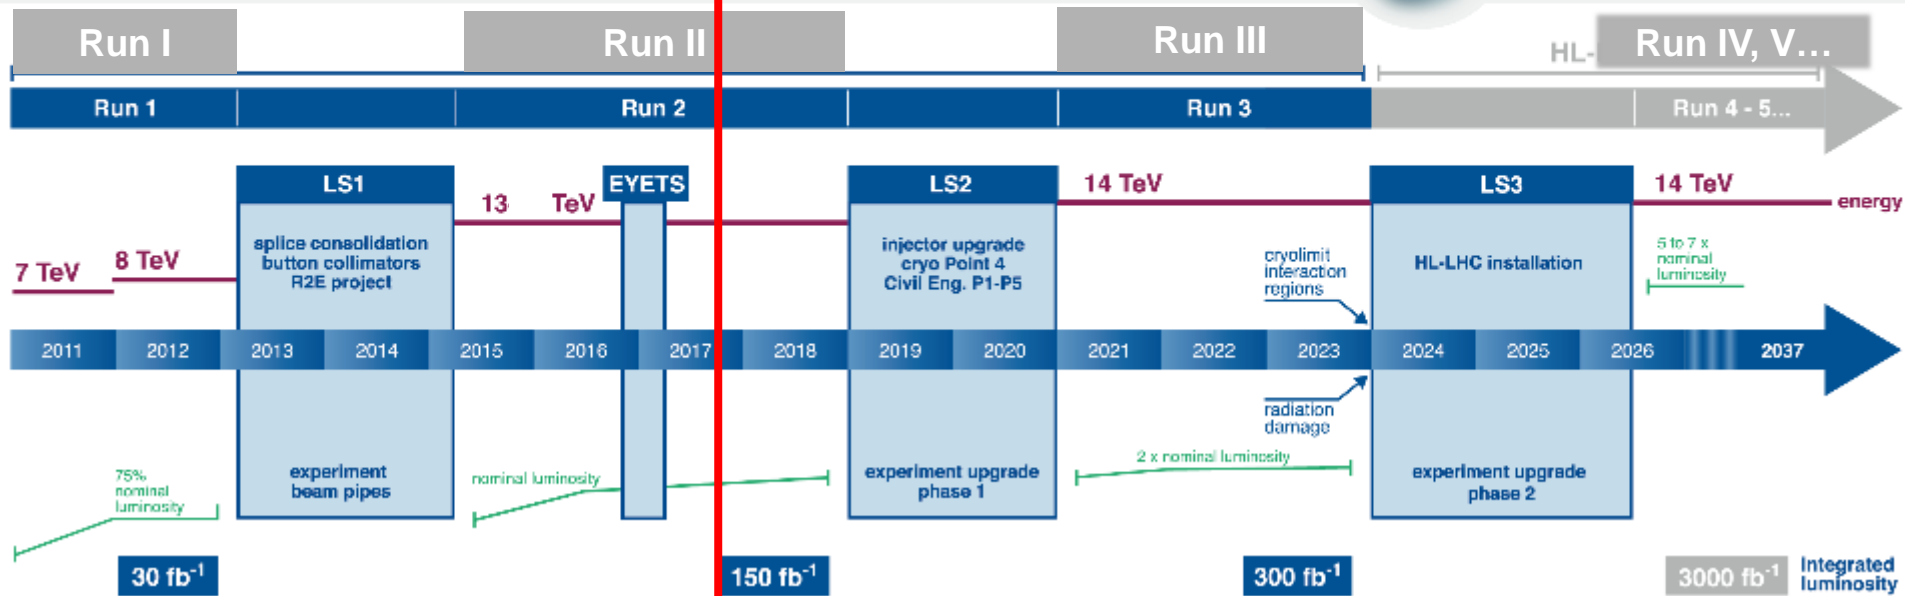 Run I
Run II
Run III
HL-
Run IV, V…
Run 1
Run 2
Run 3
Run 4 - 5...
LS1
EYETS
LS2
14 TeV
LS3
14 TeV
13 TeV
energy
splice consolidation
button collimators
R2E project
injector upgrade
cryo Point 4
Civil Eng. P1-P5
cryolimit
interaction
regions
HL-LHC installation
5 to 7 x
nominal
luminosity
7 TeV
8 TeV
2011 2012 2013 2014 2015 2016 2017 2018 2019 2020 2021 2022 2023 2024 2025 2026 2037
radiation
damage
75%
nominal
luminosity
experiment
beam pipes
nominal luminosity
experiment upgrade
phase 1
2 x nominal luminosity
experiment upgrade
phase 2
30 fb⁻¹
150 fb⁻¹
300 fb⁻¹
3000 fb⁻¹
Integrated
luminosity